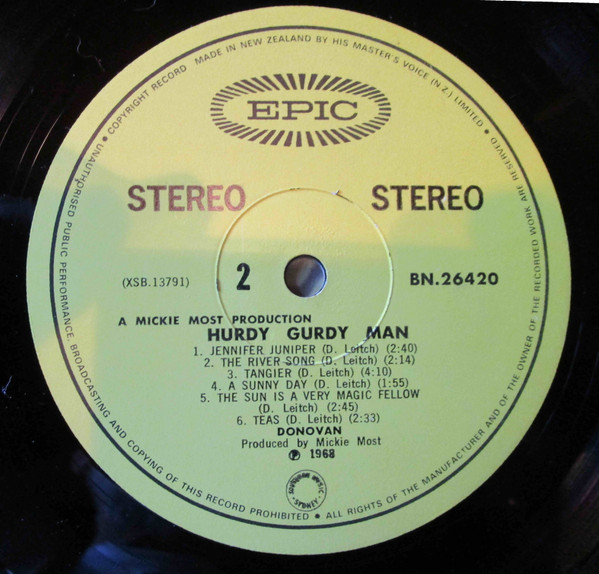 • COPYRIGHT RECORD MADE IN NEW ZEALAND BY HIS MASTER'S VOICE (N Z.) LIMITED •
EPIC
STEREO STEREO
(XSB.13791) 2 BN.26420
A MICKIE MOST PRODUCTION
HURDY GURDY MAN
1. JENNIFER JUNIPER (D. Leitch) (2:40)
2. THE RIVER SONG (D. Leitch) (2:14)
3. TANGIER (D. Leitch) (4:10)
4. A SUNNY DAY (D. Leitch) (1:55)
5. THE SUN IS A VERY MAGIC FELLOW
(D. Leitch) (2:45)
6. TEAS (D. Leitch) (2:33)
DONOVAN
Produced by Mickie Most
℗ 1968
SYDNEY
UNAUTHORISED PUBLIC PERFORMANCE, BROADCASTING AND COPYING OF THIS RECORD PROHIBITED • ALL RIGHTS OF THE MANUFACTURER AND OF THE OWNER OF THE RECORDED WORK ARE RESERVED